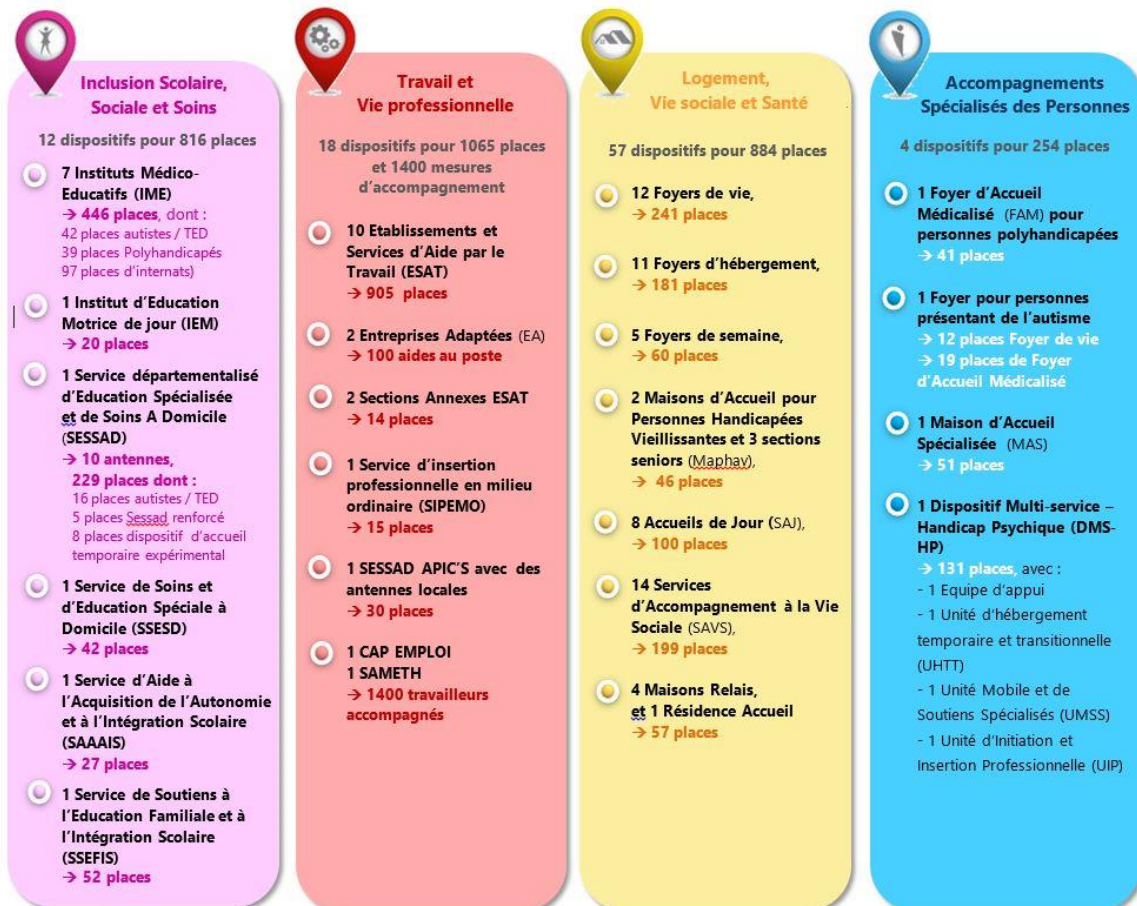 Inclusion Scolaire,
Sociale et Soins
12 dispositifs pour 816 places
7 Instituts Médico-
Educatifs (IME)
→ 446 places, dont :
42 places autistes / TED
39 places Polyhandicapés
97 places d'internats)
1 Institut d'Education
Motrice de jour (IEM)
→ 20 places
1 Service départementalisé
d'Education Spécialisée
et de Soins A Domicile
(SESSAD)
→ 10 antennes,
229 places dont :
16 places autistes / TED
5 places Sessad renforcé
8 places dispositif d'accueil
temporaire expérimental
1 Service de Soins et
d'Education Spéciale à
Domicile (SSESD)
→ 42 places
1 Service d'Aide à
l'Acquisition de l'Autonomie
et à l'Intégration Scolaire
(SAAAIS)
→ 27 places
1 Service de Soutiens à
l'Education Familiale et à
l'Intégration Scolaire
(SSEFIS)
→ 52 places
Travail et
Vie professionnelle
18 dispositifs pour 1065 places
et 1400 mesures
d'accompagnement
10 Etablissements et
Services d'Aide par le
Travail (ESAT)
→ 905 places
2 Entreprises Adaptées (EA)
→ 100 aides au poste
2 Sections Annexes ESAT
→ 14 places
1 Service d'insertion
professionnelle en milieu
ordinaire (SIPEMO)
→ 15 places
1 SESSAD APIC'S avec des
antennes locales
→ 30 places
1 CAP EMPLOI
1 SAMETH
→ 1400 travailleurs
accompagnés
Logement,
Vie sociale et Santé
57 dispositifs pour 884 places
12 Foyers de vie,
→ 241 places
11 Foyers d'hébergement,
→ 181 places
5 Foyers de semaine,
→ 60 places
2 Maisons d'Accueil pour
Personnes Handicapées
Vieillissantes et 3 sections
seniors (Maphav),
→ 46 places
8 Accueils de Jour (SAJ),
→ 100 places
14 Services
d'Accompagnement à la Vie
Sociale (SAVS),
→ 199 places
4 Maisons Relais,
et 1 Résidence Accueil
→ 57 places
Accompagnements
Spécialisés des Personnes
4 dispositifs pour 254 places
1 Foyer d'Accueil
Médicalisé (FAM) pour
personnes polyhandicapées
→ 41 places
1 Foyer pour personnes
présentant de l'autisme
→ 12 places Foyer de vie
→ 19 places de Foyer
d'Accueil Médicalisé
1 Maison d'Accueil
Spécialisée (MAS)
→ 51 places
1 Dispositif Multi-service –
Handicap Psychique (DMS-
HP)
→ 131 places, avec :
- 1 Equipe d'appui
- 1 Unité d'hébergement
temporaire et transitionnelle
(UHTT)
- 1 Unité Mobile et de
Soutiens Spécialisés (UMSS)
- 1 Unité d'Initiation et
Insertion Professionnelle (UIP)